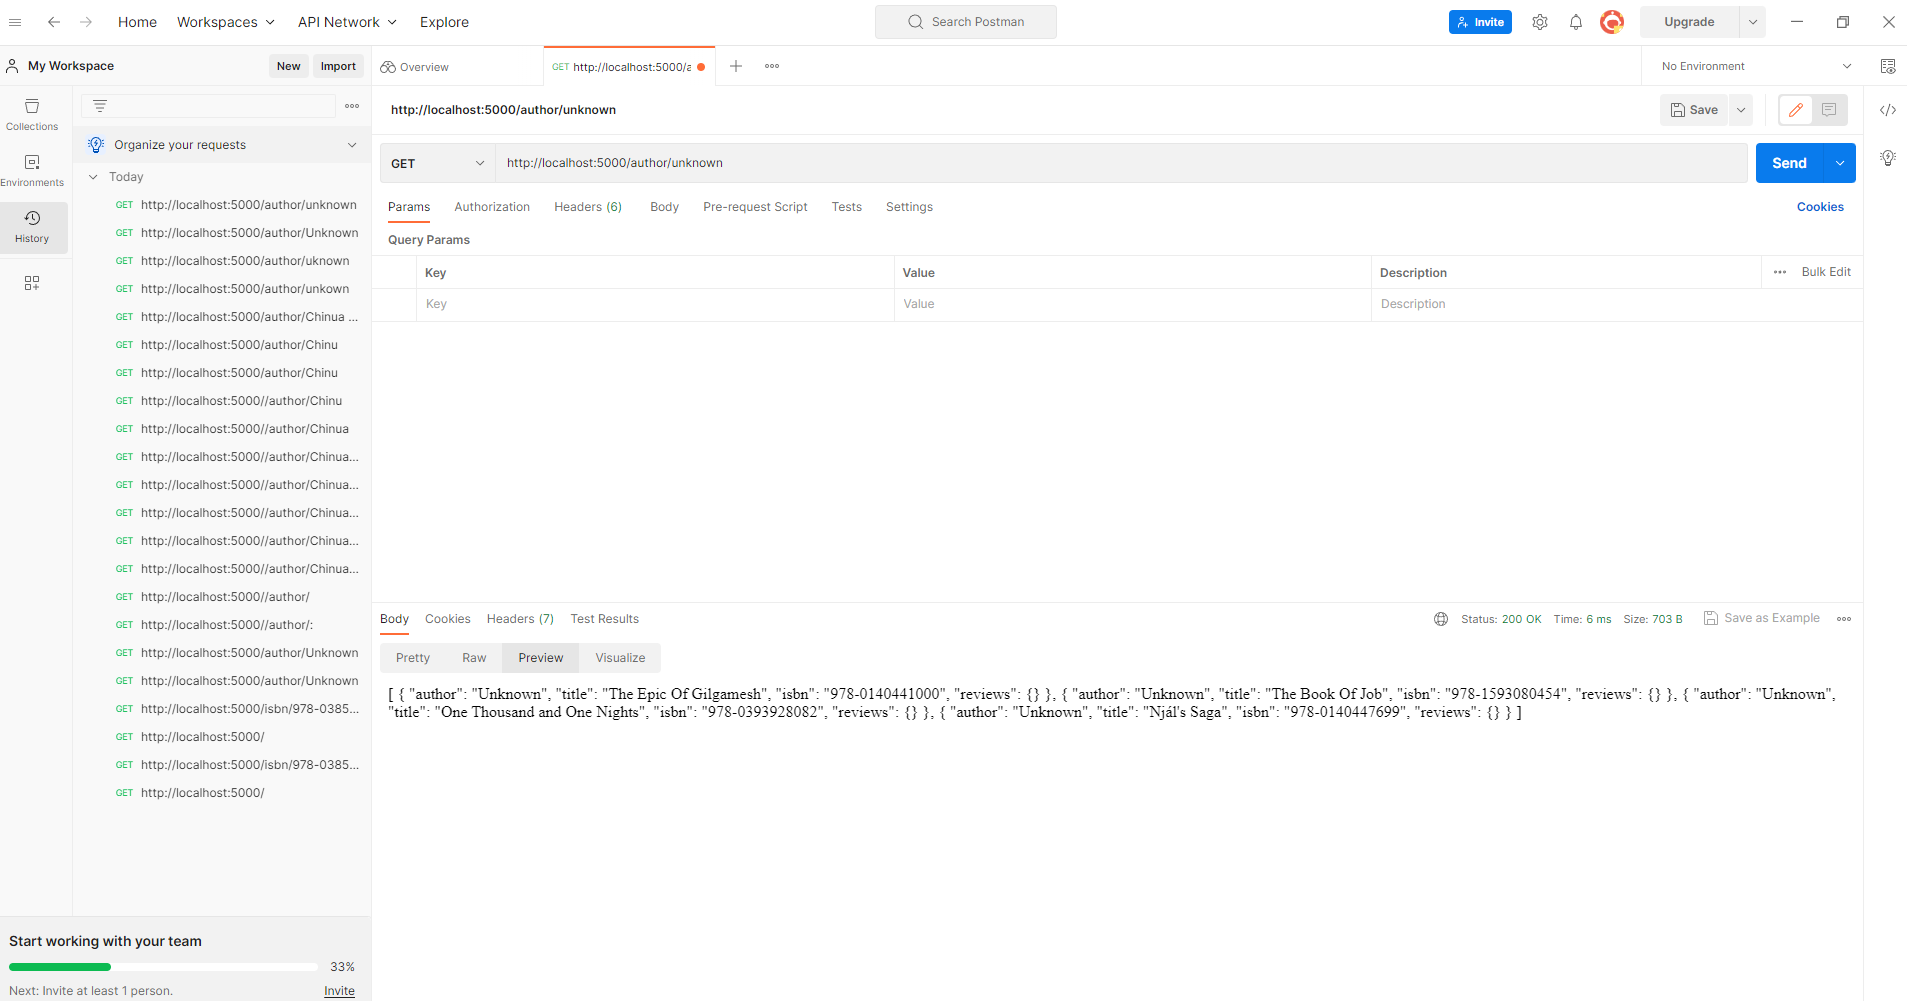 Home Workspaces API Network Explore Search Postman Invite Upgrade
My Workspace New Import Overview GET http://localhost:5000/a No Environment
http://localhost:5000/author/unknown Save
Collections
Environments
History
Organize your requests
Today
GET http://localhost:5000/author/unknown
GET http://localhost:5000/author/Unknown
GET http://localhost:5000/author/uknown
GET http://localhost:5000/author/unkown
GET http://localhost:5000/author/Chinua ...
GET http://localhost:5000/author/Chinu
GET http://localhost:5000/author/Chinu
GET http://localhost:5000//author/Chinu
GET http://localhost:5000//author/Chinua
GET http://localhost:5000//author/Chinua...
GET http://localhost:5000//author/Chinua...
GET http://localhost:5000//author/Chinua...
GET http://localhost:5000//author/Chinua...
GET http://localhost:5000//author/Chinua...
GET http://localhost:5000//author/
GET http://localhost:5000//author/:
GET http://localhost:5000/author/Unknown
GET http://localhost:5000/author/Unknown
GET http://localhost:5000/isbn/978-0385...
GET http://localhost:5000/
GET http://localhost:5000/isbn/978-0385...
GET http://localhost:5000/
Start working with your team
33%
Next: Invite at least 1 person. Invite
GET http://localhost:5000/author/unknown Send
Params Authorization Headers (6) Body Pre-request Script Tests Settings Cookies
Query Params
Key Value Description Bulk Edit
Key Value Description
Body Cookies Headers (7) Test Results Status: 200 OK Time: 6 ms Size: 703 B Save as Example
Pretty Raw Preview Visualize
[ { "author": "Unknown", "title": "The Epic Of Gilgamesh", "isbn": "978-0140441000", "reviews": {} }, { "author": "Unknown", "title": "The Book Of Job", "isbn": "978-1593080454", "reviews": {} }, { "author": "Unknown",
"title": "One Thousand and One Nights", "isbn": "978-0393928082", "reviews": {} }, { "author": "Unknown", "title": "Njál's Saga", "isbn": "978-0140447699", "reviews": {} } ]